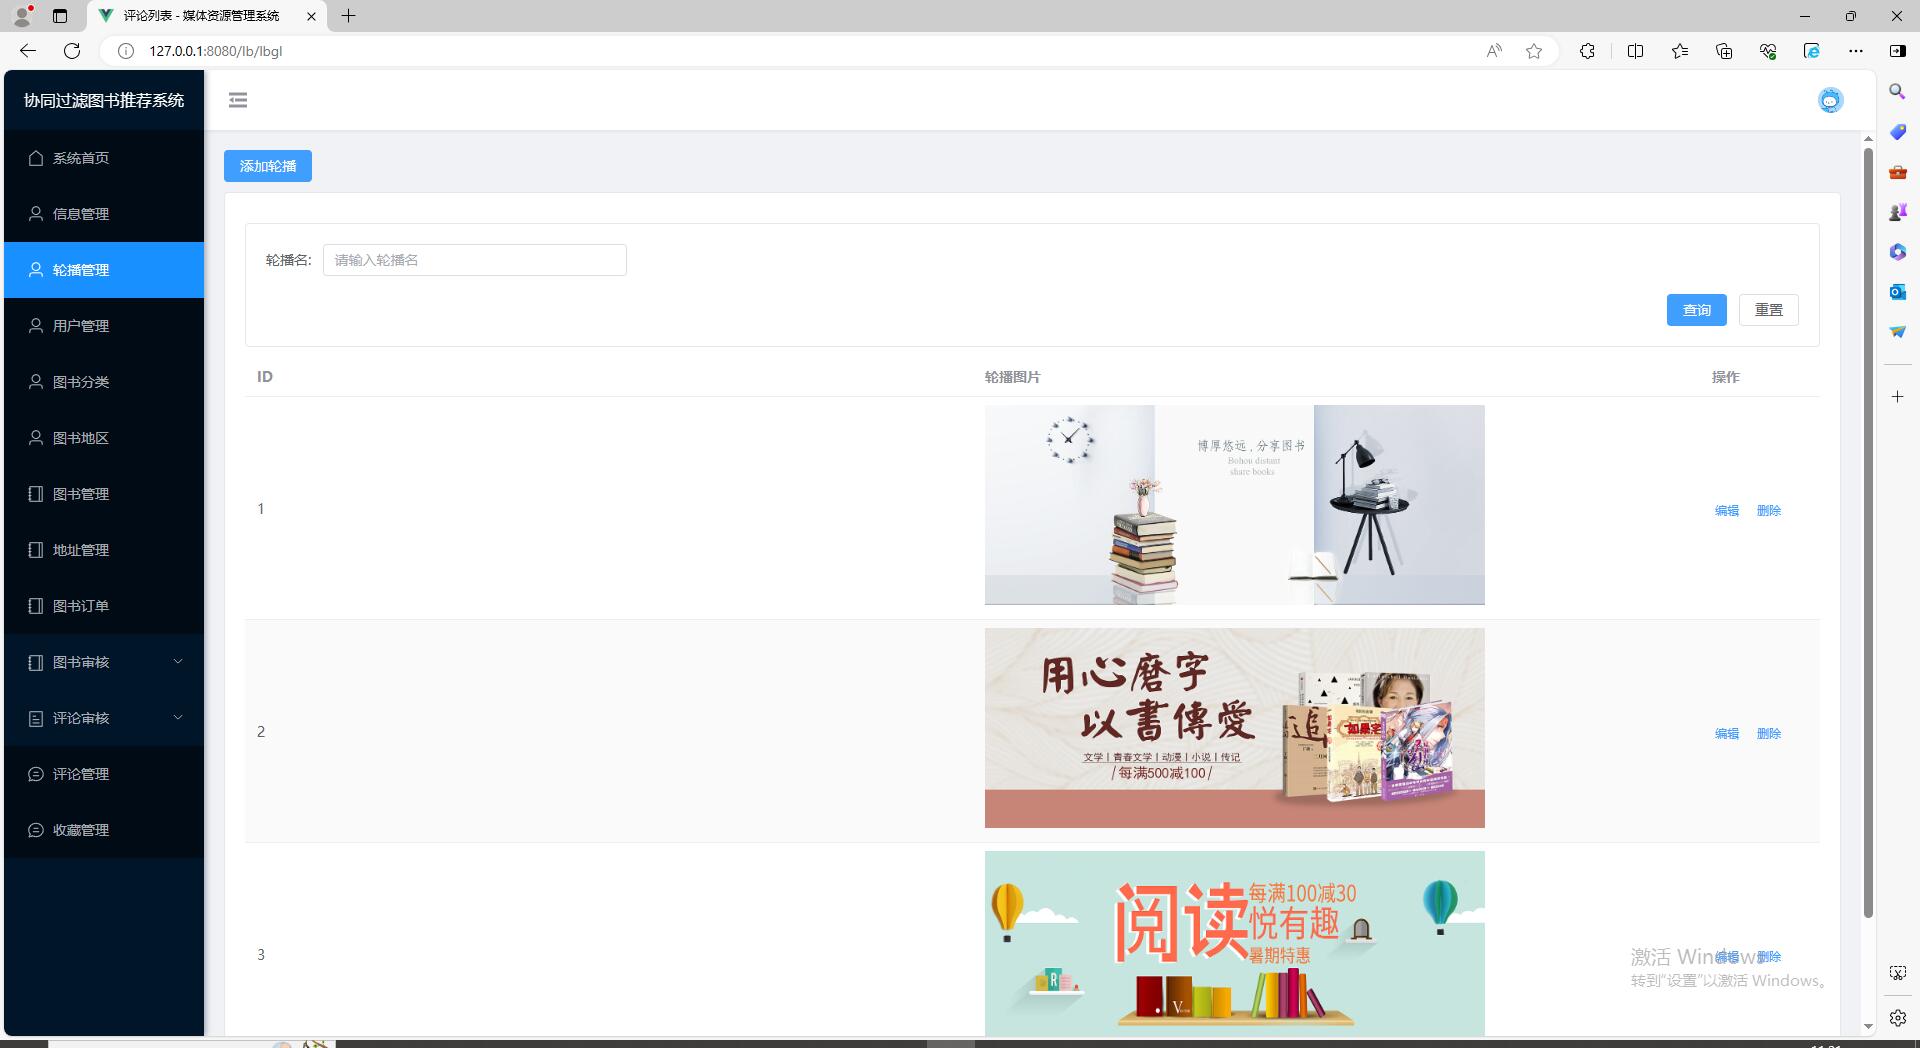 评论列表 - 媒体资源管理系统
127.0.0.1:8080/lb/lbgl
协同过滤图书推荐系统
系统首页
信息管理
轮播管理
用户管理
图书分类
图书地区
图书管理
地址管理
图书订单
图书审核
评论审核
评论管理
收藏管理
添加轮播
轮播名:
请输入轮播名
查询
重置
ID
轮播图片
操作
1
博厚悠远,分享图书
Bohou distant
share books
编辑
删除
2
用心磨字
以書傳愛
文学丨青春文学丨动漫丨小说丨传记
/每满500减100/
编辑
删除
3
阅读
每满100减30
悦有趣
暑期特惠
R
V
编辑
删除
激活 Windows
转到“设置”以激活 Windows。